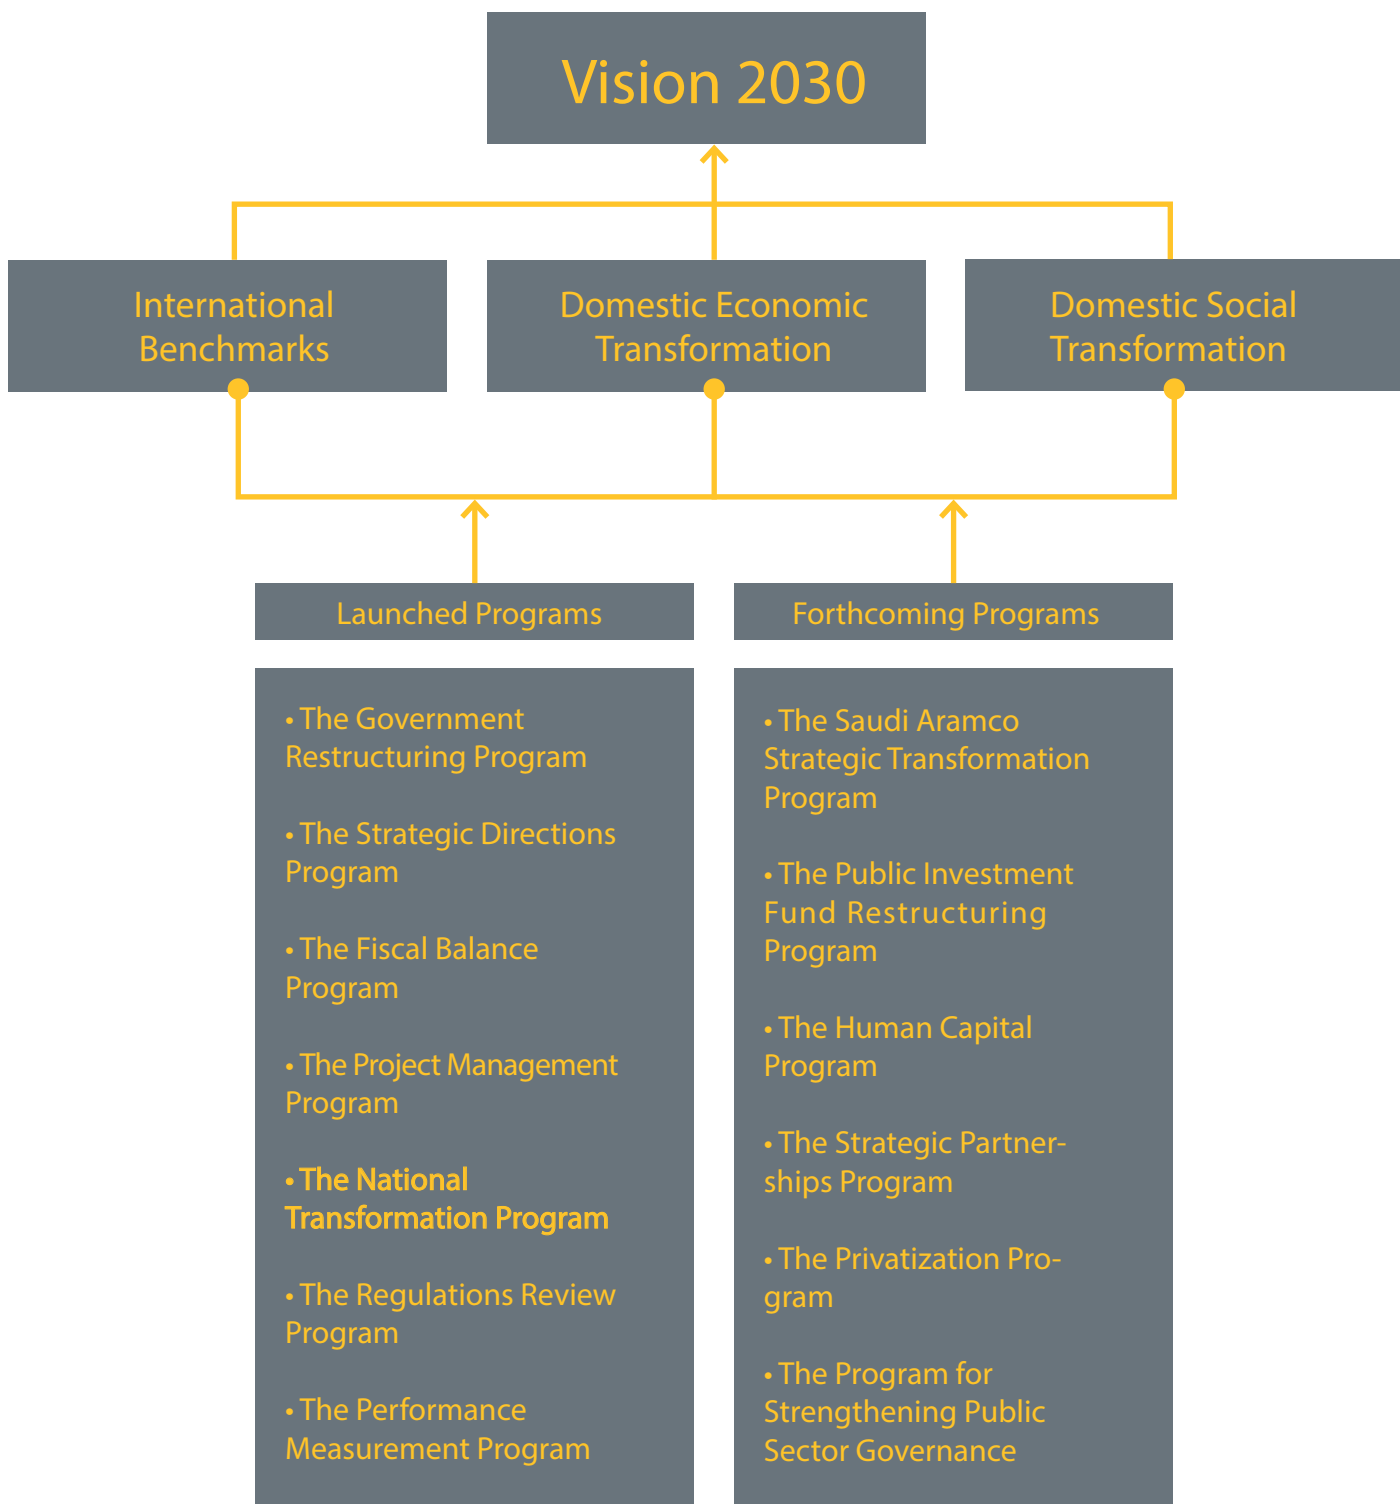 Vision 2030
International
Benchmarks
Domestic Economic
Transformation
Domestic Social
Transformation
Launched Programs
• The Government
Restructuring Program
• The Strategic Directions
Program
• The Fiscal Balance
Program
• The Project Management
Program
• The National
Transformation Program
• The Regulations Review
Program
• The Performance
Measurement Program
Forthcoming Programs
• The Saudi Aramco
Strategic Transformation
Program
• The Public Investment
Fund Restructuring
Program
• The Human Capital
Program
• The Strategic Partner-
ships Program
• The Privatization Pro-
gram
• The Program for
Strengthening Public
Sector Governance